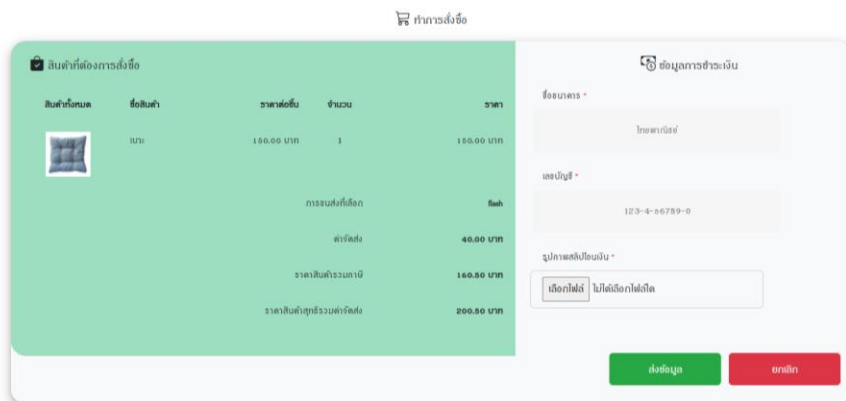 ทำการสั่งซื้อ
สินค้าที่ต้องการสั่งซื้อ
สินค้าทั้งหมด ชื่อสินค้า ราคาต่อชิ้น จำนวน ราคา
เบาะ 150.00 บาท 1 150.00 บาท
การขนส่งที่เลือก flash
ค่าจัดส่ง 40.00 บาท
ราคาสินค้ารวมภาษี 160.50 บาท
ราคาสินค้าสุทธิรวมค่าจัดส่ง 200.50 บาท
ข้อมูลการชำระเงิน
ชื่อธนาคาร *
ไทยพาณิชย์
เลขบัญชี *
123-4-56789-0
รูปภาพสลิปโอนเงิน *
เลือกไฟล์ ไม่ได้เลือกไฟล์ใด
ส่งข้อมูล ยกเลิก